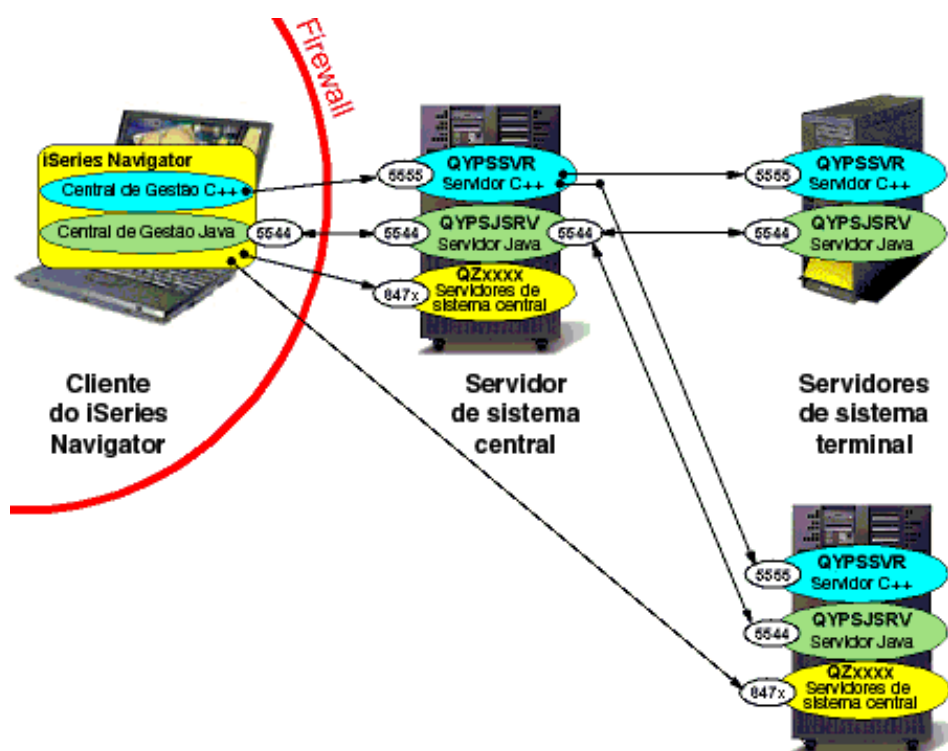 Firewall
iSeries Navigator
Central de Gestão C++
Central de Gestão Java
5544
5555
QYPSSVR
Servidor C++
5544
QYPSJSRV
Servidor Java
5544
847x
QZxxxx
Servidores de
sistema central
5555
QYPSSVR
Servidor C++
5544
QYPSJSRV
Servidor Java
Cliente
do iSeries
Navigator
Servidor
de sistema
central
Servidores
de sistema
terminal
5555
QYPSSVR
Servidor C++
5544
QYPSJSRV
Servidor Java
847x
QZxxxx
Servidores de
sistema central